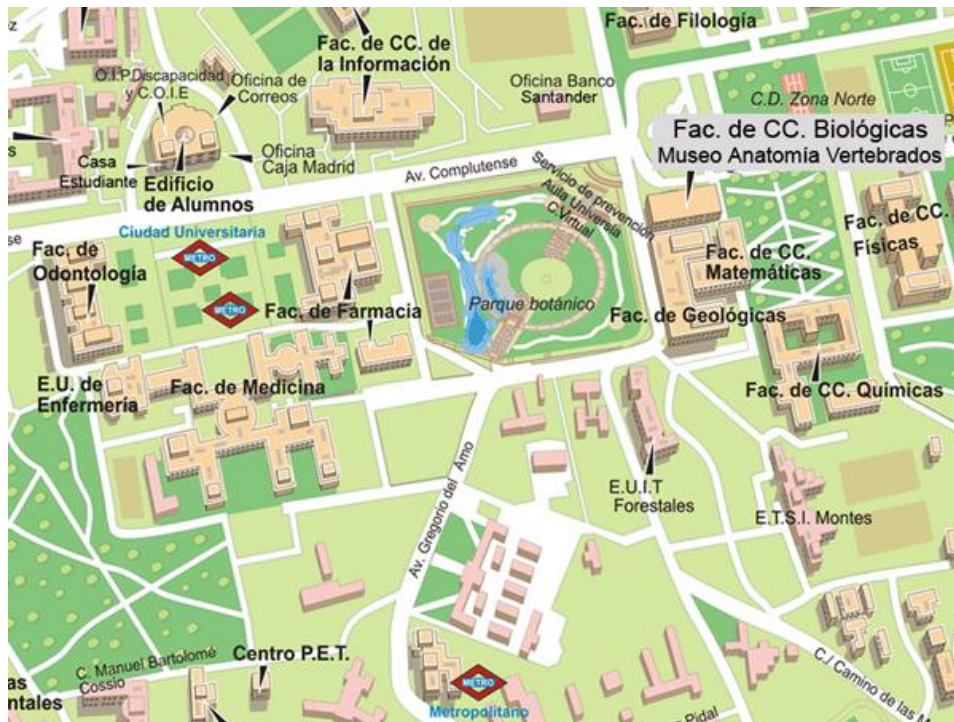 Fac. de Filología
Fac. de CC. de
la Información
O.I.P.Discapacidad
y C.O.I.E
Oficina de
Correos
Oficina Banco
Santander
C.D. Zona Norte
Fac. de CC. Biológicas
Museo Anatomía Vertebrados
Casa
Estudiante
Edificio
de Alumnos
Oficina
Caja Madrid
Av. Complutense
Servicio de prevención
Aula Universia
C.Virtual
Ciudad Universitaria
METRO
METRO
Fac. de
Odontología
Fac. de Farmacia
Parque botánico
Fac. de CC.
Matemáticas
Fac. de CC.
Físicas
Fac. de Geológicas
E.U. de
Enfermería
Fac. de Medicina
Fac. de CC. Químicas
Av. Gregorio del Amo
E.U.I.T
Forestales
E.T.S.I. Montes
C. Manuel Bartolomé
Cossio
Centro P.E.T.
METRO
Metropolitano
C./ Camino de las
Pidal